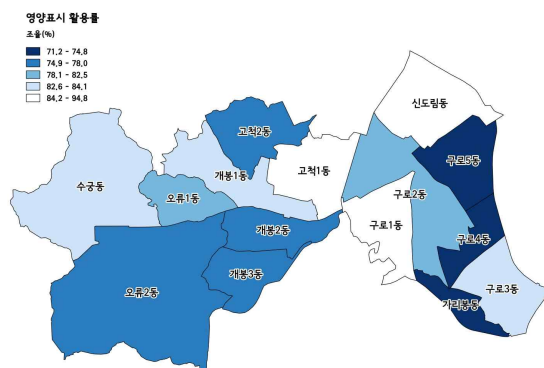 영양표시 활용률
조율(%)
71.2 - 74.8
74.9 - 78.0
78.1 - 82.5
82.6 - 84.1
84.2 - 94.8
신도림동
고척2동
구로5동
고척1동
개봉1동
수궁동
오류1동
구로2동
구로1동
개봉2동
구로4동
개봉3동
오류2동
구로3동
가리봉동